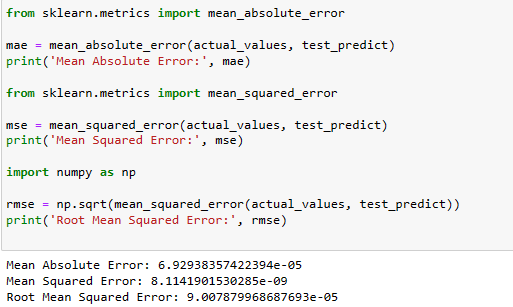 from sklearn.metrics import mean_absolute_error
mae = mean_absolute_error(actual_values, test_predict)
print('Mean Absolute Error:', mae)
from sklearn.metrics import mean_squared_error
mse = mean_squared_error(actual_values, test_predict)
print('Mean Squared Error:', mse)
import numpy as np
rmse = np.sqrt(mean_squared_error(actual_values, test_predict))
print('Root Mean Squared Error:', rmse)
Mean Absolute Error: 6.92938357422394e-05
Mean Squared Error: 8.1141901530285e-09
Root Mean Squared Error: 9.007879968687693e-05